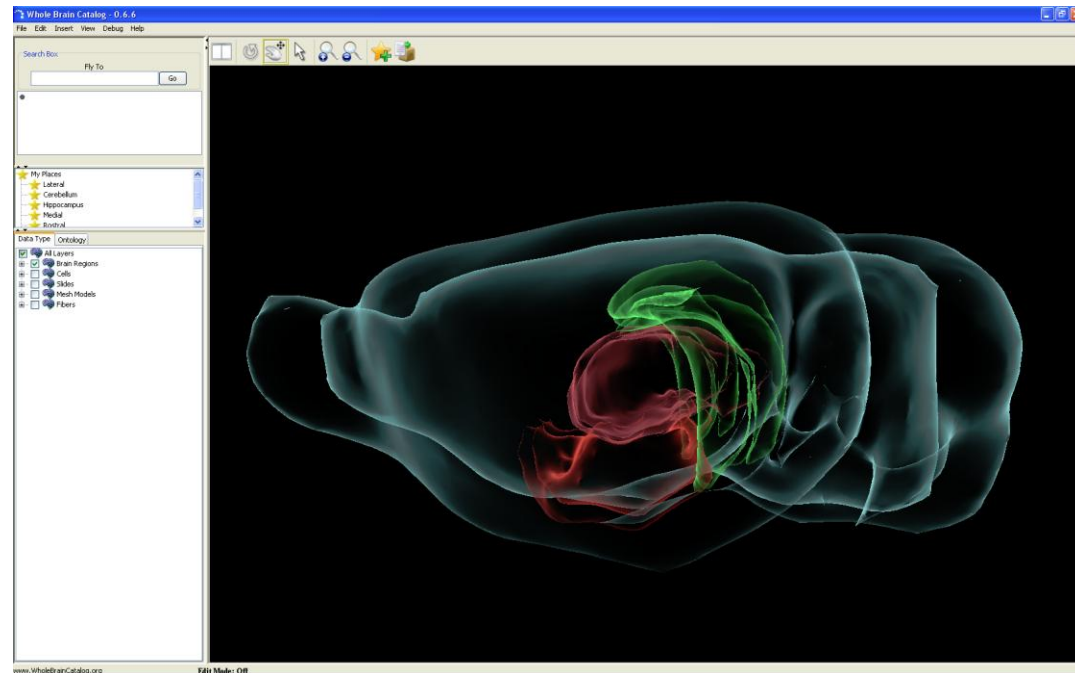 Whole Brain Catalog - 0.6.6
File Edit Insert View Debug Help
Search Box
Fly To
Go
My Places
Lateral
Cerebellum
Hippocampus
Medial
Rostral
Data Type Ontology
All Layers
Brain Regions
Cells
Slides
Mesh Models
Fibers
www.WholeBrainCatalog.org Edit Mode: Off